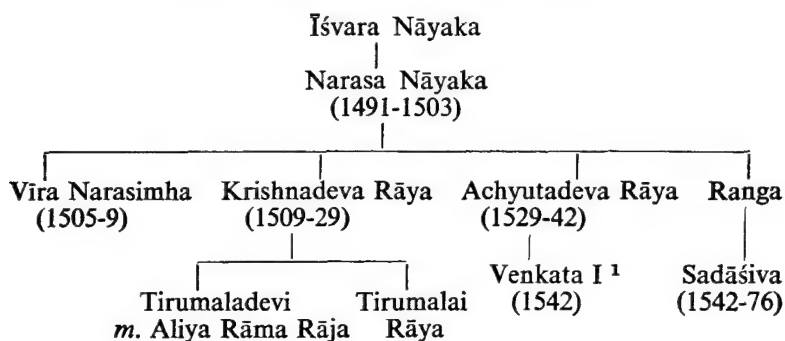 Īśvara Nāyaka
Narasa Nāyaka
(1491-1503)
Vīra Narasimha Krishnadeva Rāya Achyutadeva Rāya Ranga
(1505-9) (1509-29) (1529-42)
Venkata I ¹ Sadāśiva
(1542) (1542-76)
Tirumaladevi Tirumalai
m. Aliya Rāma Rāja Rāya